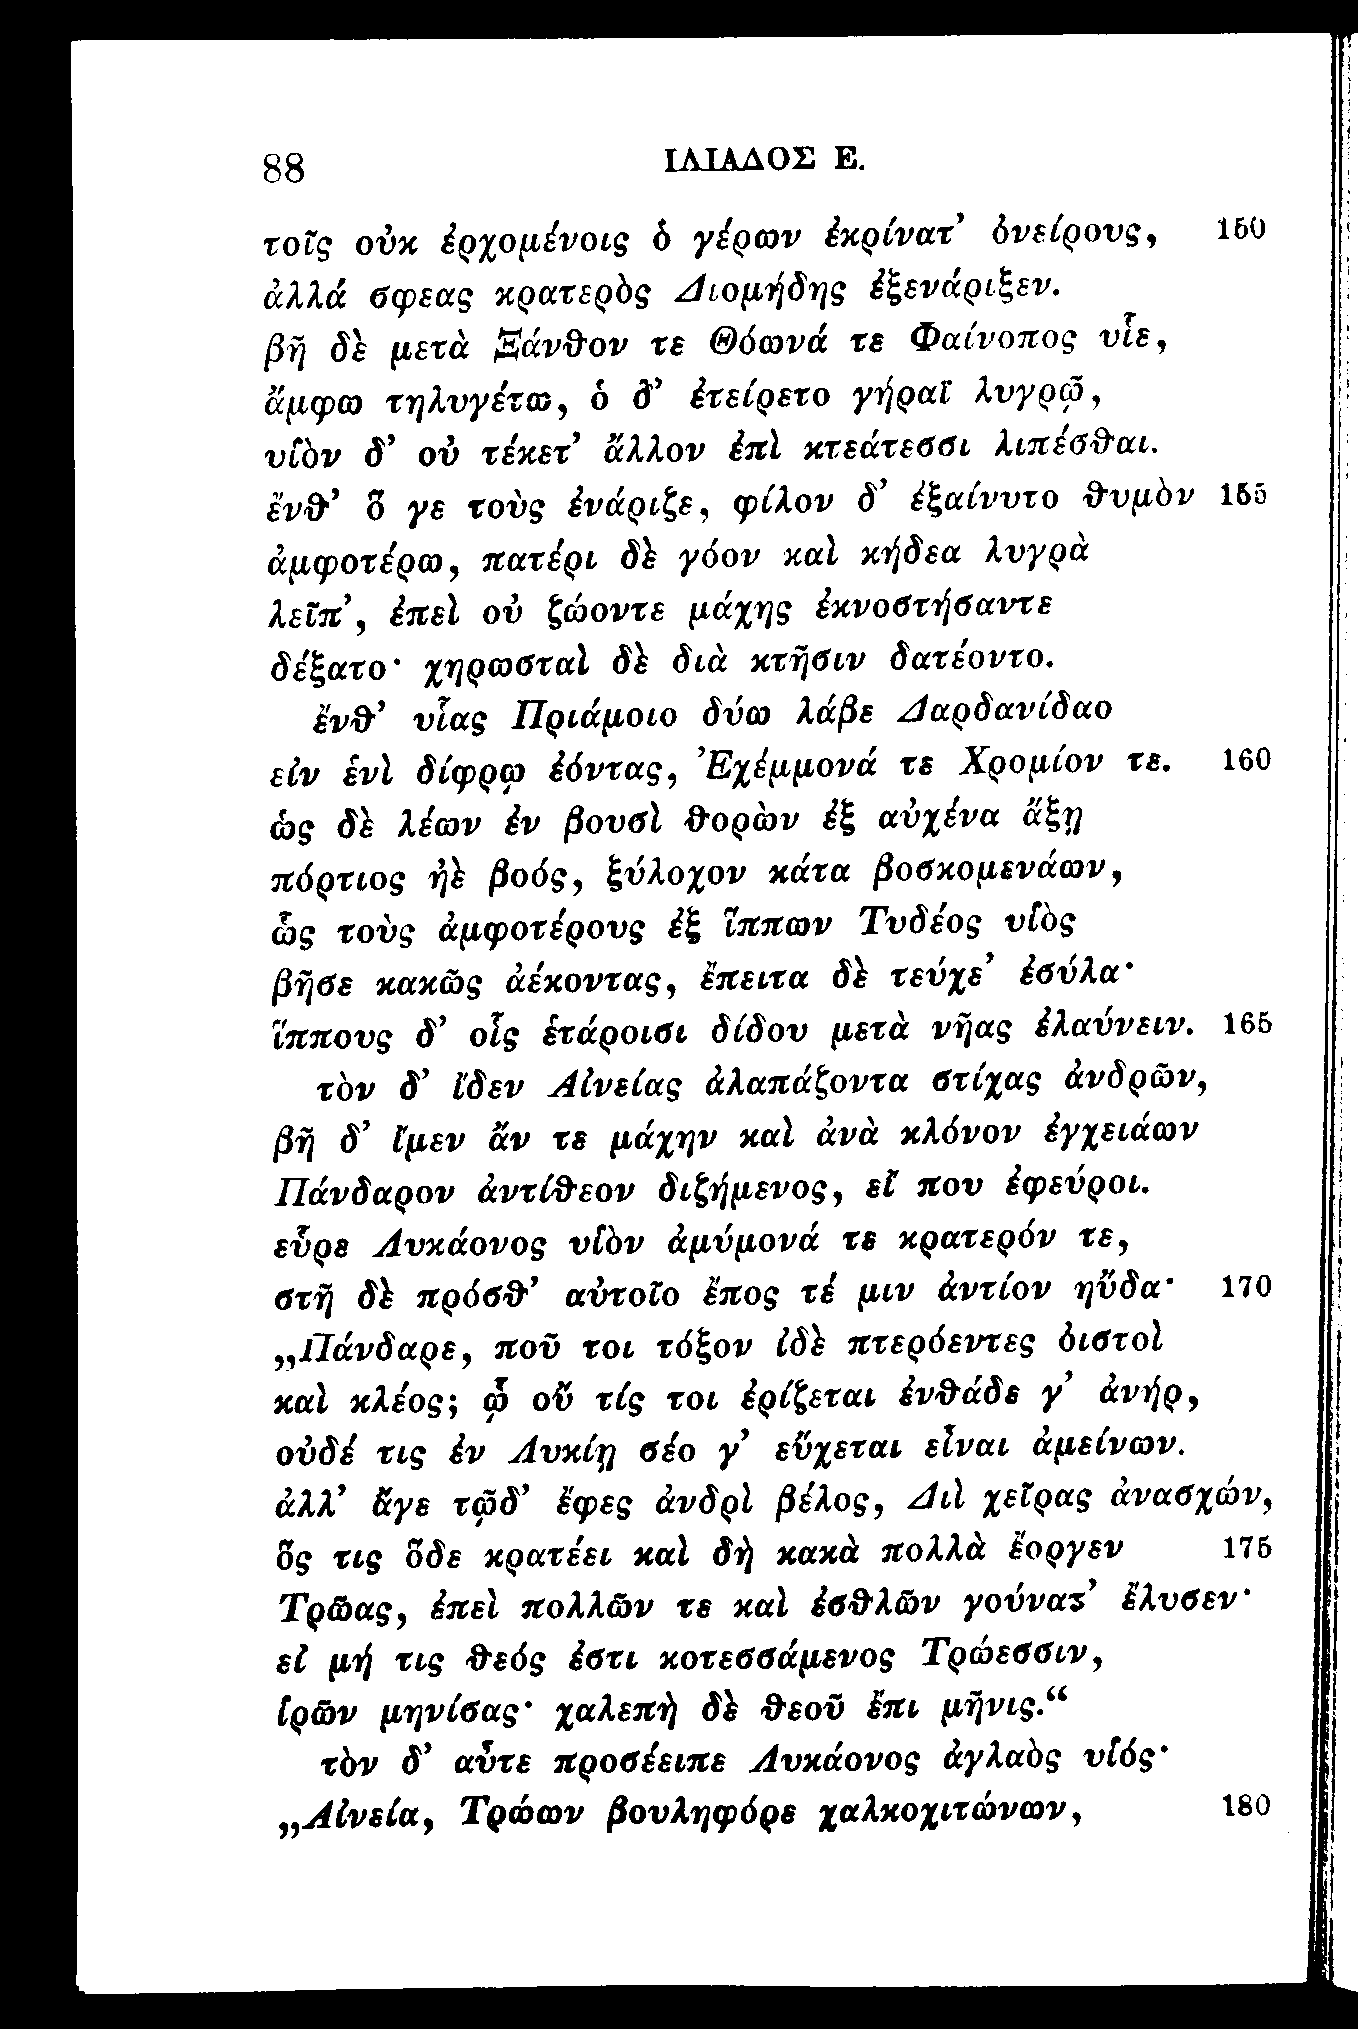 88 ΙΛΙΑΔΟΣ Ε.
τοῖς οὐκ ἐρχομένοις ὁ γέρων ἐκρίνατ’ ὀνείρους, 150
ἀλλά σφεας κρατερὸς Διομήδης ἐξενάριξεν.
βῆ δὲ μετὰ Ξάνθον τε Θόωνά τε Φαίνοπος υἷε,
ἄμφω τηλυγέτω, ὁ δ’ ἐτείρετο γήραϊ λυγρῷ,
υἱὸν δ’ οὐ τέκετ’ ἄλλον ἐπὶ κτεάτεσσι λιπέσθαι.
ἔνθ’ ὅ γε τοὺς ἐνάριζε, φίλον δ’ ἐξαίνυτο θυμὸν 155
ἀμφοτέρω, πατέρι δὲ γόον καὶ κήδεα λυγρὰ
λεῖπ’, ἐπεὶ οὐ ζώοντε μάχης ἐκνοστήσαντε
δέξατο· χηρωσταὶ δὲ διὰ κτῆσιν δατέοντο.
ἔνθ’ υἷας Πριάμοιο δύω λάβε Δαρδανίδαο
εἰν ἑνὶ δίφρῳ ἐόντας, Ἐχέμμονά τε Χρομίον τε. 160
ὡς δὲ λέων ἐν βουσὶ θορὼν ἐξ αὐχένα ἄξῃ
πόρτιος ἠὲ βοός, ξύλοχον κάτα βοσκομενάων,
ὣς τοὺς ἀμφοτέρους ἐξ ἵππων Τυδέος υἱὸς
βῆσε κακῶς ἀέκοντας, ἔπειτα δὲ τεύχε’ ἐσύλα·
ἵππους δ’ οἷς ἑτάροισι δίδου μετὰ νῆας ἐλαύνειν. 165
τὸν δ’ ἴδεν Αἰνείας ἀλαπάζοντα στίχας ἀνδρῶν,
βῆ δ’ ἴμεν ἄν τε μάχην καὶ ἀνὰ κλόνον ἐγχειάων
Πάνδαρον ἀντίθεον διζήμενος, εἴ που ἐφεύροι.
εὗρε Λυκάονος υἱὸν ἀμύμονά τε κρατερόν τε,
στῆ δὲ πρόσθ’ αὐτοῖο ἔπος τέ μιν ἀντίον ηὔδα· 170
„Πάνδαρε, ποῦ τοι τόξον ἰδὲ πτερόεντες ὀιστοὶ
καὶ κλέος; ᾧ οὔ τίς τοι ἐρίζεται ἐνθάδε γ’ ἀνήρ,
οὐδέ τις ἐν Λυκίῃ σέο γ’ εὔχεται εἶναι ἀμείνων.
ἀλλ’ ἄγε τῷδ’ ἔφες ἀνδρὶ βέλος, Διὶ χεῖρας ἀνασχών,
ὅς τις ὅδε κρατέει καὶ δὴ κακὰ πολλὰ ἔοργεν 175
Τρῶας, ἐπεὶ πολλῶν τε καὶ ἐσθλῶν γούνατ’ ἔλυσεν·
εἰ μή τις θεός ἐστι κοτεσσάμενος Τρώεσσιν,
ἱρῶν μηνίσας· χαλεπὴ δὲ θεοῦ ἔπι μῆνις.“
τὸν δ’ αὖτε προσέειπε Λυκάονος ἀγλαὸς υἱός·
„Αἰνεία, Τρώων βουληφόρε χαλκοχιτώνων, 180